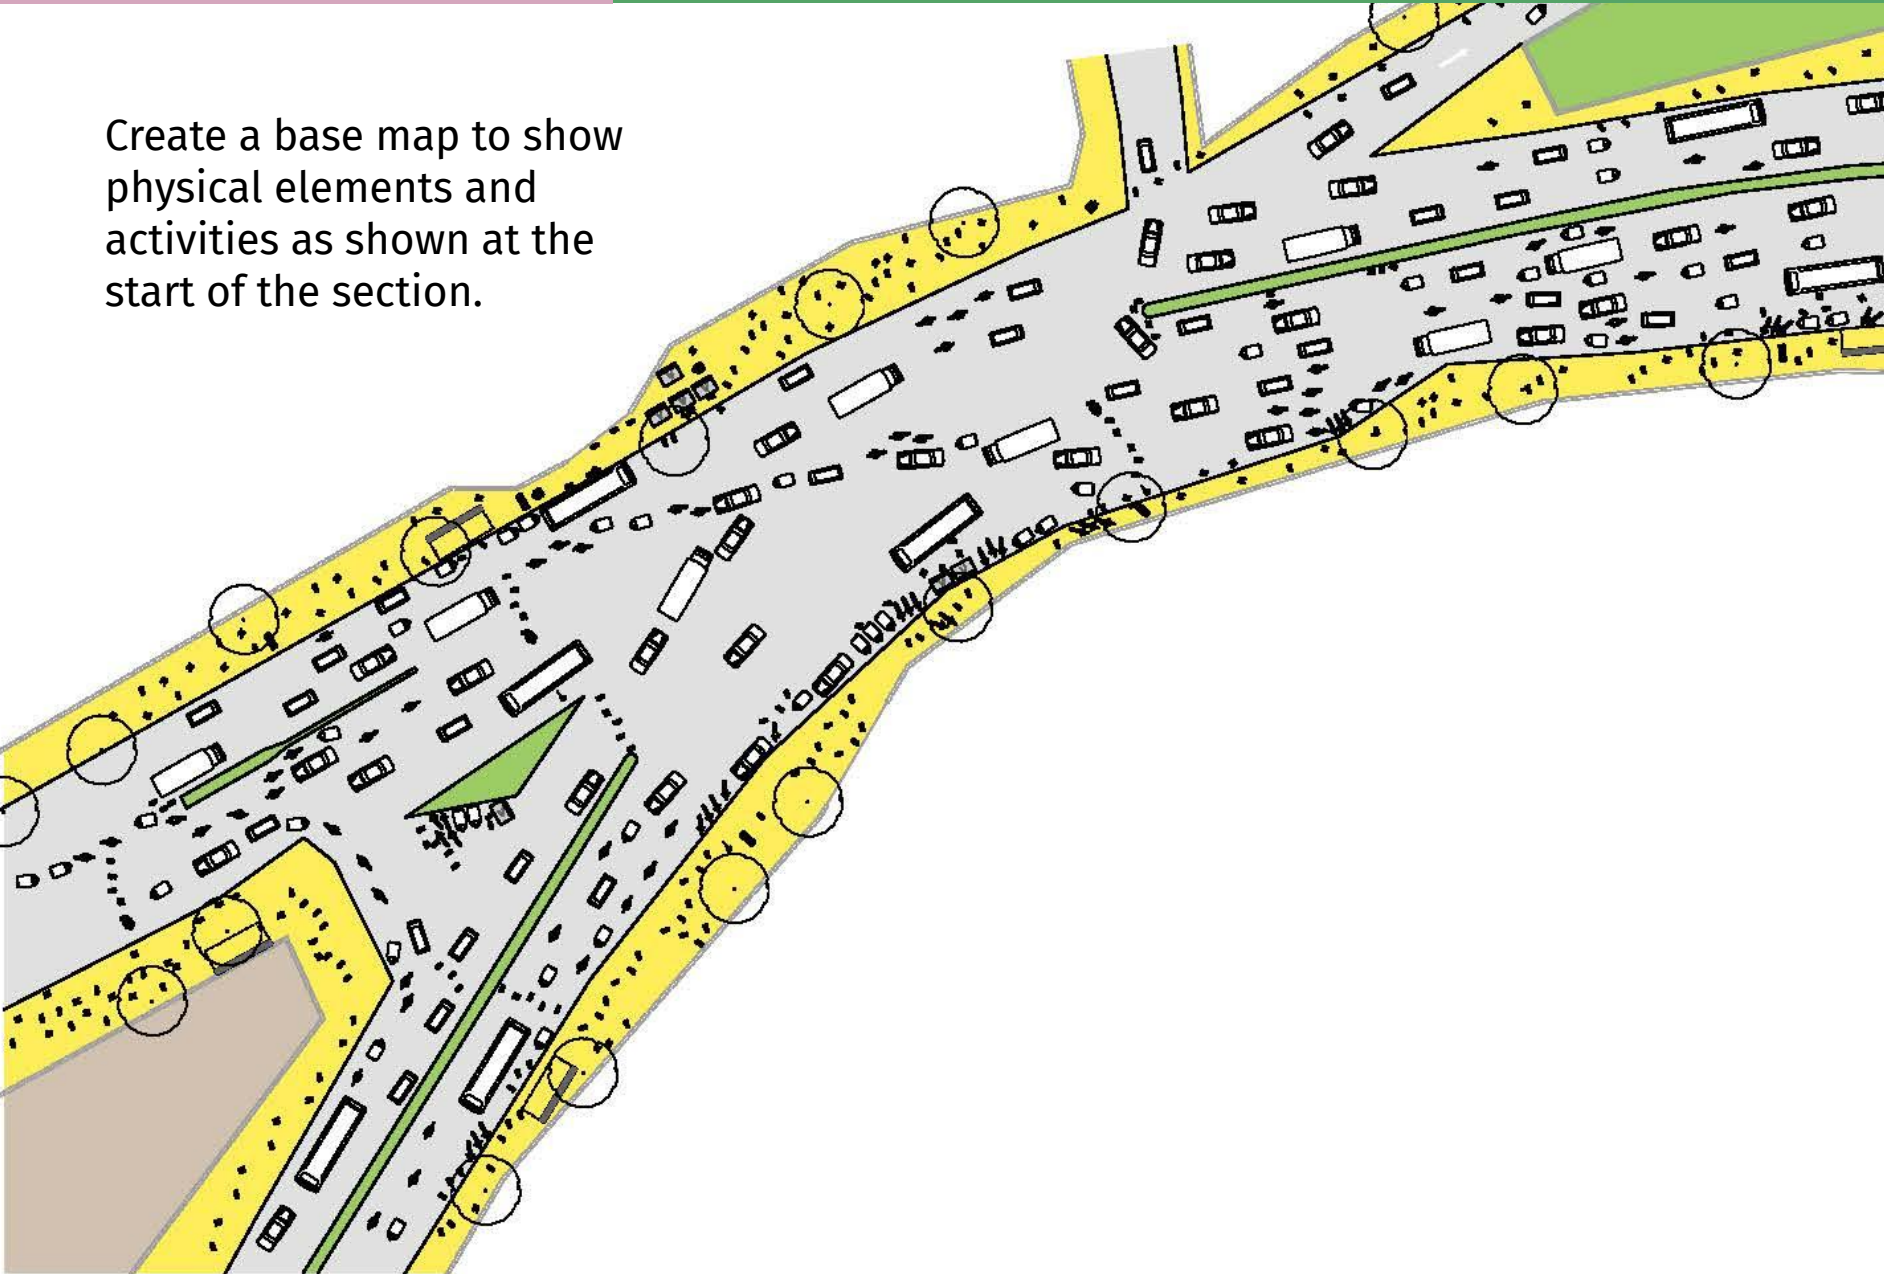 Create a base map to show
physical elements and
activities as shown at the
start of the section.